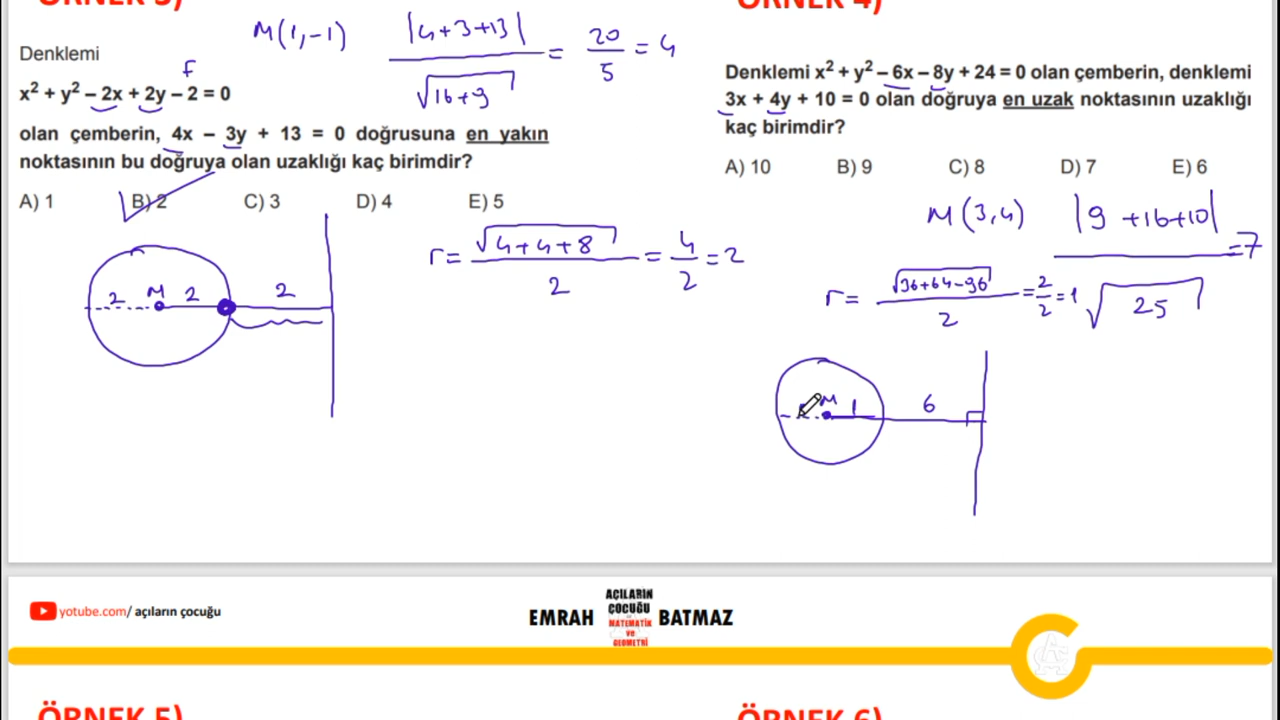 ÖRNEK 3)
Denklemi
x² + y² − 2x + 2y − 2 = 0
F
olan çemberin, 4x − 3y + 13 = 0 doğrusuna en yakın
noktasının bu doğruya olan uzaklığı kaç birimdir?
A) 1 B) 2 C) 3 D) 4 E) 5
M(1,-1) |4+3+13| / √16+9 = 20/5 = 4
r = √4+4+8 / 2 = 4/2 = 2
2 M 2 2
ÖRNEK 4)
Denklemi x² + y² − 6x − 8y + 24 = 0 olan çemberin, denklemi
3x + 4y + 10 = 0 olan doğruya en uzak noktasının uzaklığı
kaç birimdir?
A) 10 B) 9 C) 8 D) 7 E) 6
M(3,4) |9+16+10| / √25 = 7
r = √36+64-96 / 2 = 2/2 = 1
M 1 6
yotube.com/ açıların çocuğu
EMRAH AÇILARIN ÇOCUĞU MATEMATİK ve GEOMETRİ BATMAZ
ÖRNEK 5)
ÖRNEK 6)